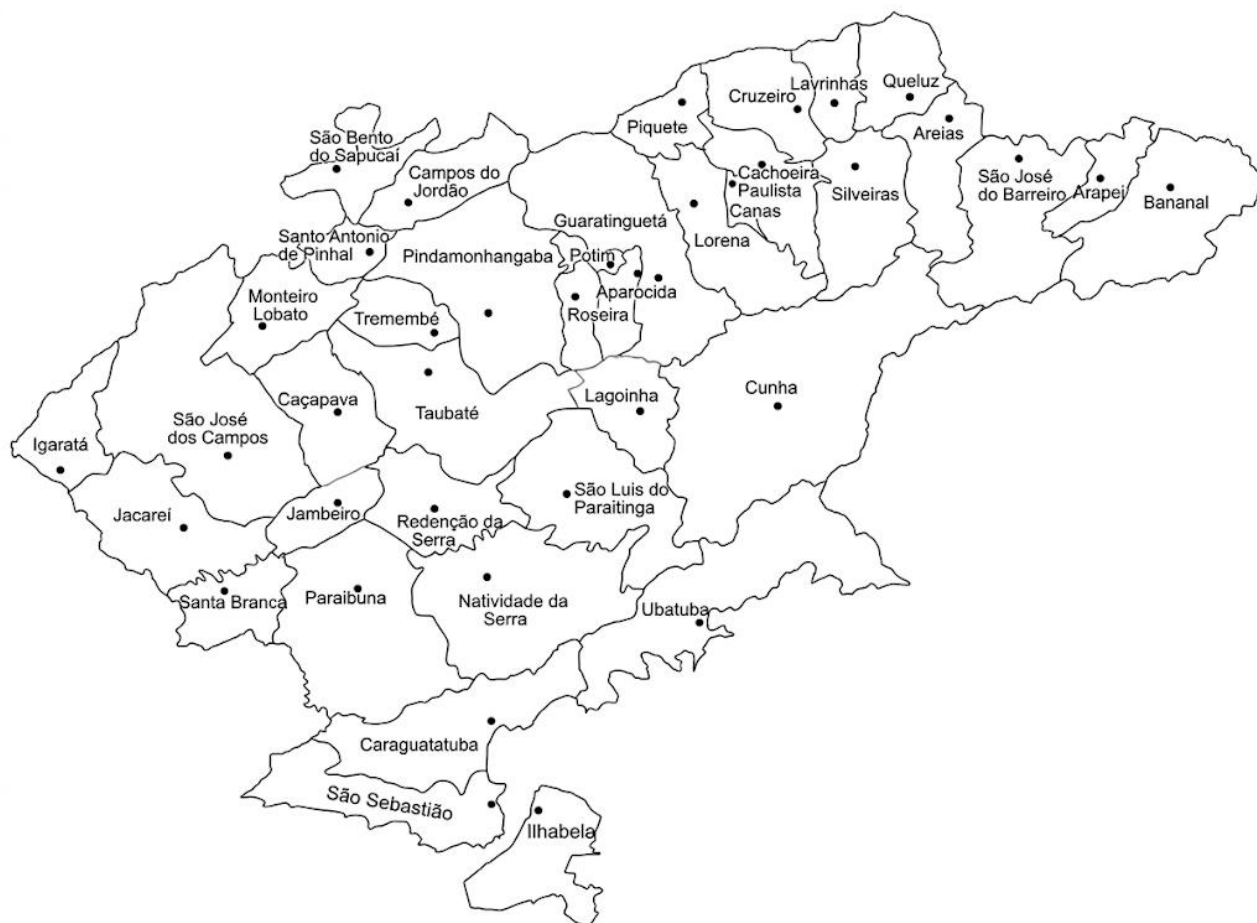 Lavrinhas
Queluz
Cruzeiro
Piquete
Areias
São Bento
do Sapucaí
Campos do
Jordão
Cachoeira
Paulista
Canas
Silveiras
São José
do Barreiro
Arapei
Bananal
Guaratinguetá
Lorena
Santo Antonio
de Pinhal
Pindamonhangaba
Potim
Aparocida
Roseira
Monteiro
Lobato
Tremembé
Caçapava
Taubaté
Lagoinha
Cunha
São José
dos Campos
Igaratá
Jacareí
Jambeiro
Redenção da
Serra
São Luis do
Paraitinga
Santa Branca
Paraibuna
Natividade da
Serra
Ubatuba
Caraguatatuba
São Sebastião
Ilhabela